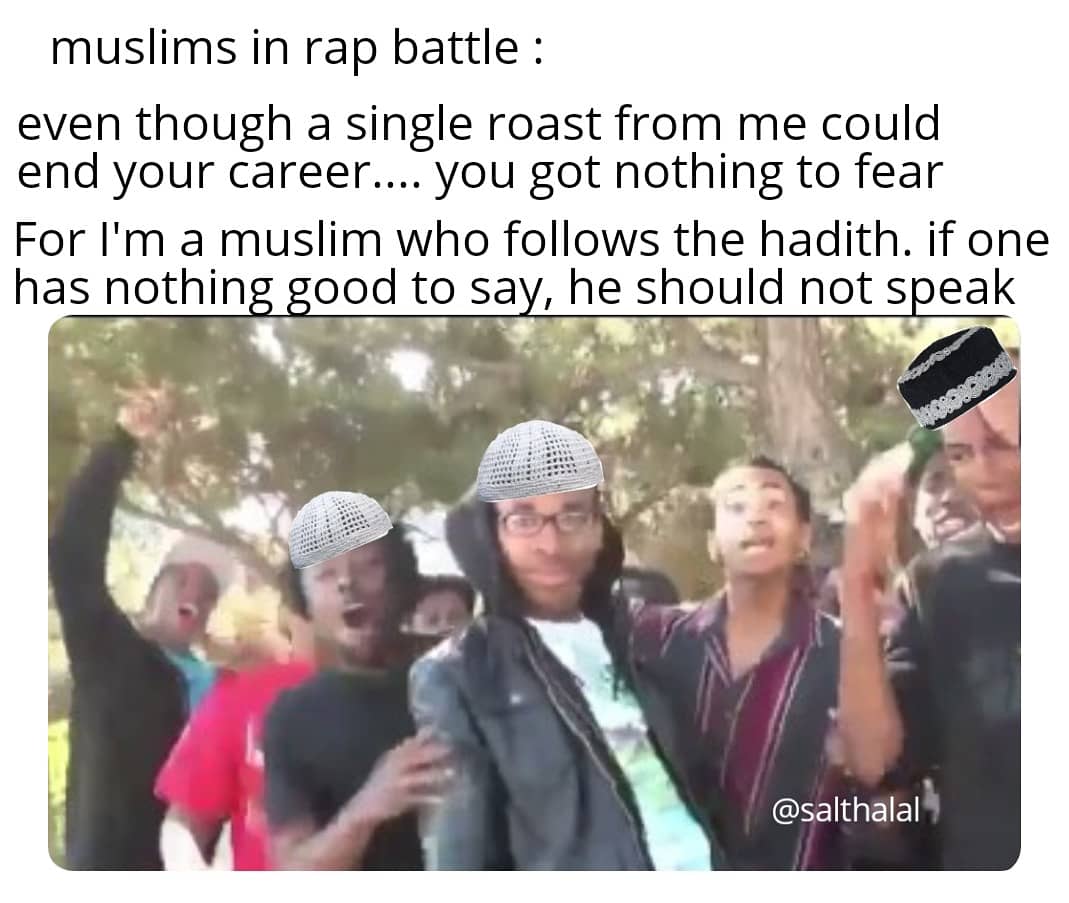 muslims in rap battle :
even though a single roast from me could
end your career.... you got nothing to fear
For I'm a muslim who follows the hadith. if one
has nothing good to say, he should not speak
@salthalal